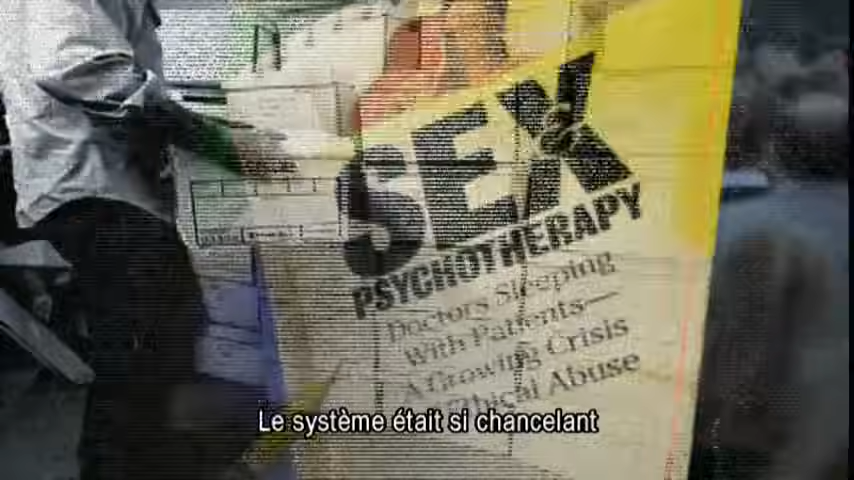 SEX
&
PSYCHOTHERAPY
Doctors Sleeping
With Patients—
A Growing Crisis
Ethical Abuse
Le système était si chancelant